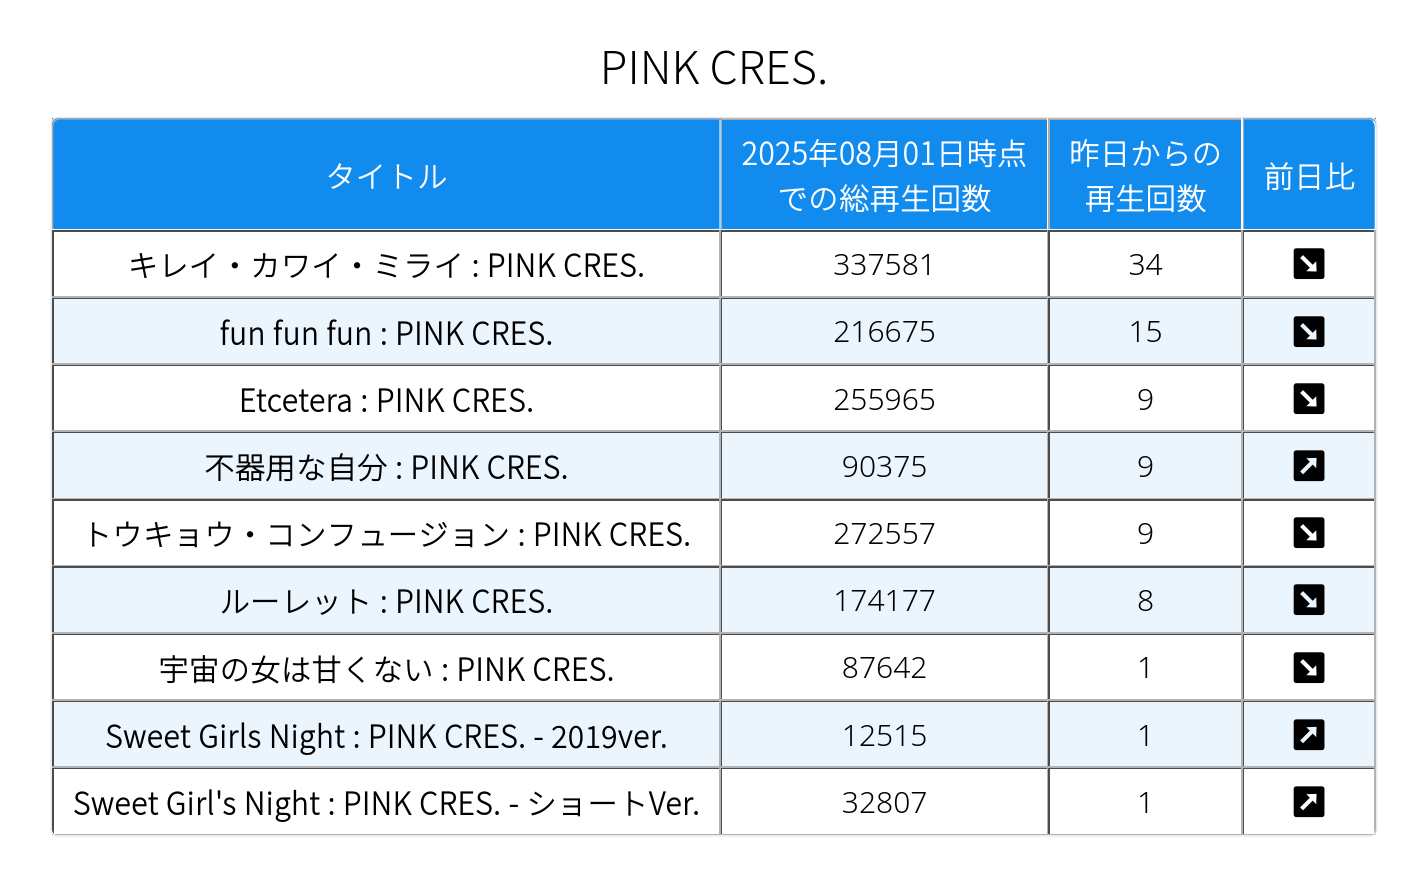 PINK CRES.
タイトル
2025年08月01日時点
での総再生回数
昨日からの
再生回数
前日比
キレイ・カワイ・ミライ : PINK CRES. 337581 34
fun fun fun : PINK CRES. 216675 15
Etcetera : PINK CRES. 255965 9
不器用な自分 : PINK CRES. 90375 9
トウキョウ・コンフュージョン : PINK CRES. 272557 9
ルーレット : PINK CRES. 174177 8
宇宙の女は甘くない : PINK CRES. 87642 1
Sweet Girls Night : PINK CRES. - 2019ver. 12515 1
Sweet Girl's Night : PINK CRES. - ショートVer. 32807 1